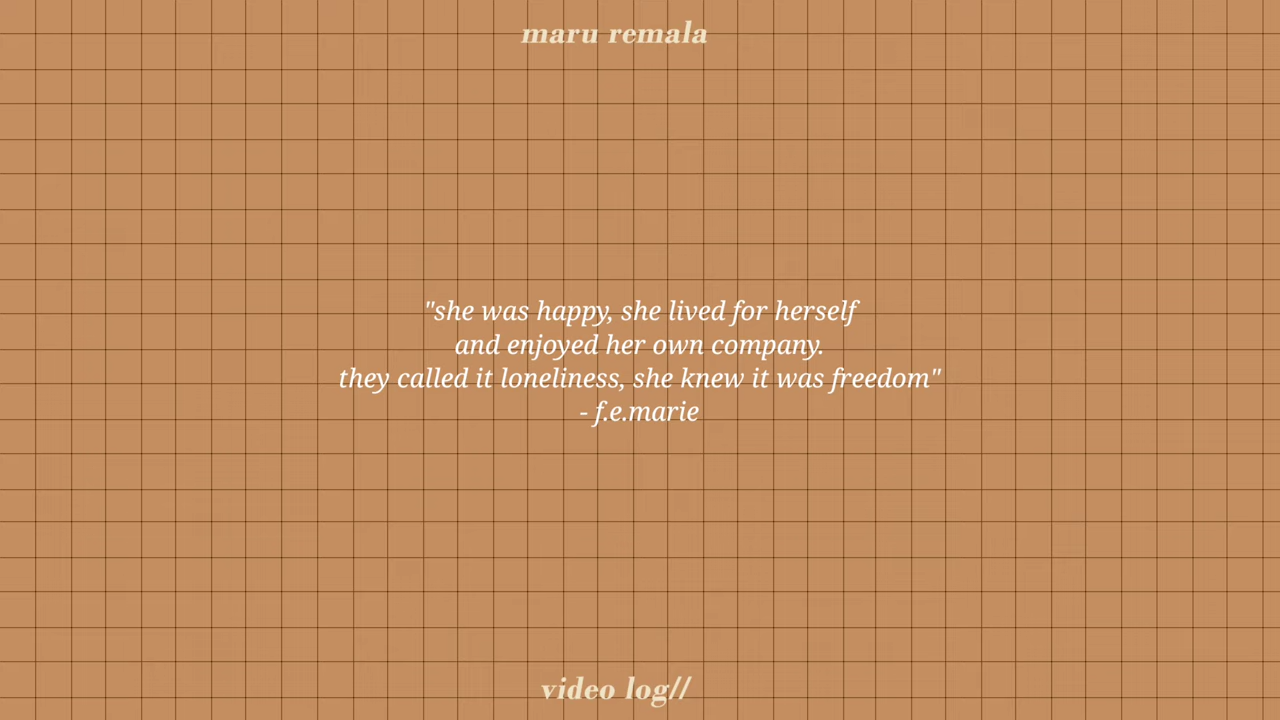 maru remala
"she was happy, she lived for herself
and enjoyed her own company.
they called it loneliness, she knew it was freedom"
- f.e.marie
video log//